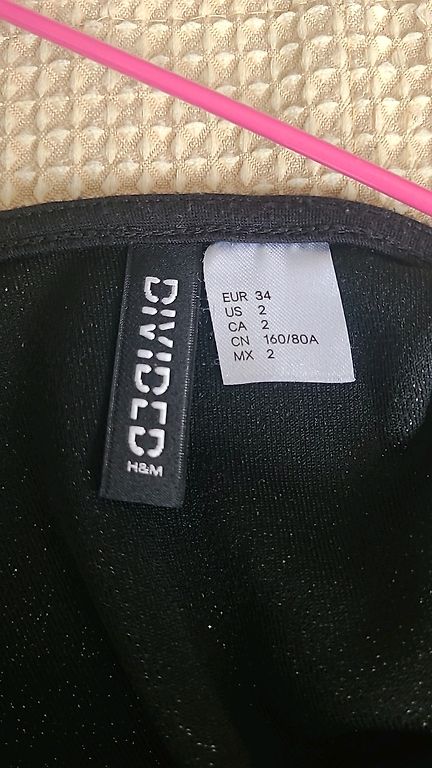 DIVIDED
H&M
EUR 34
US 2
CA 2
CN 160/80A
MX 2